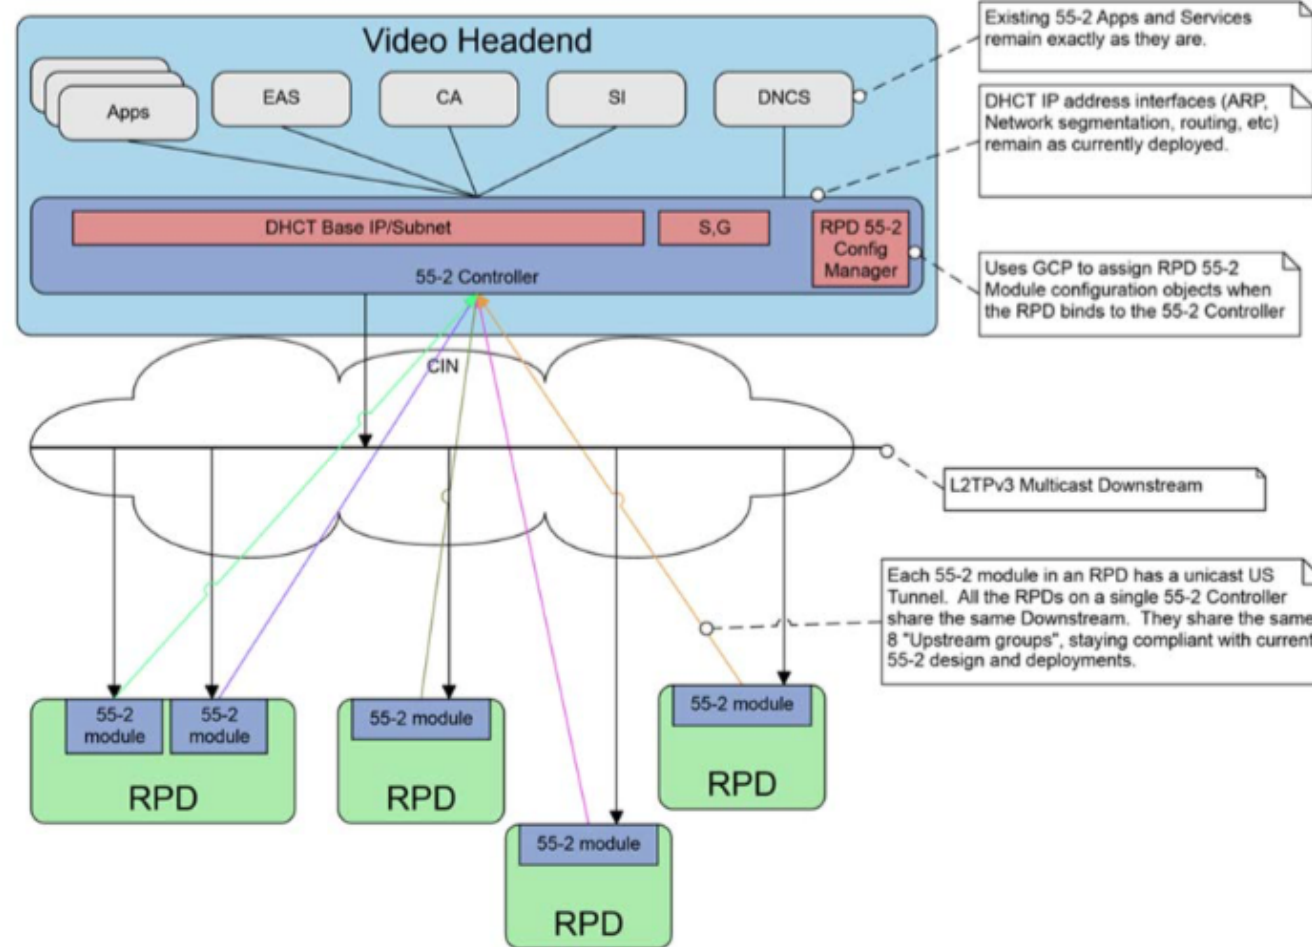 Video Headend
Apps
EAS
CA
SI
DNCS
Existing 55-2 Apps and Services
remain exactly as they are.
DHCT IP address interfaces (ARP,
Network segmentation, routing, etc)
remain as currently deployed.
DHCT Base IP/Subnet
S,G
RPD 55-2
Config
Manager
55-2 Controller
Uses GCP to assign RPD 55-2
Module configuration objects when
the RPD binds to the 55-2 Controller
CIN
L2TPv3 Multicast Downstream
Each 55-2 module in an RPD has a unicast US
Tunnel. All the RPDs on a single 55-2 Controller
share the same Downstream. They share the same
8 "Upstream groups", staying compliant with current
55-2 design and deployments.
55-2
module
55-2
module
RPD
55-2 module
RPD
55-2 module
RPD
55-2 module
RPD